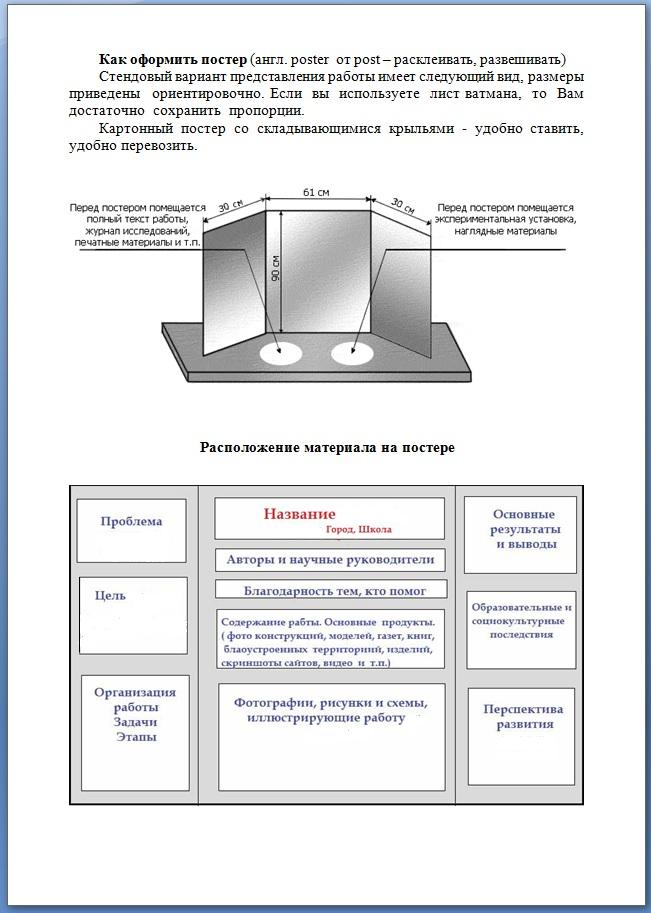 Как оформить постер (англ. poster от post – расклеивать, развешивать)
Стендовый вариант представления работы имеет следующий вид, размеры
приведены ориентировочно. Если вы используете лист ватмана, то Вам
достаточно сохранить пропорции.
Картонный постер со складывающимися крыльями - удобно ставить,
удобно перевозить.
61 см
30 см
30 см
90 см
Перед постером помещается
полный текст работы,
журнал исследований,
печатные материалы и т.п.
Перед постером помещается
экспериментальная установка,
наглядные материалы
Расположение материала на постере
Проблема
Цель
Организация
работы
Задачи
Этапы
Название
Город, Школа
Авторы и научные руководители
Благодарность тем, кто помог
Содержание рабты. Основные продукты.
( фото конструкций, моделей, газет, книг,
блаоустроенных территориий, изделий,
скриншоты сайтов, видео и т.п.)
Фотографии, рисунки и схемы,
иллюстрирующие работу
Основные
результаты
и выводы
Образовательные и
социокультурные
последствия
Перспектива
развития